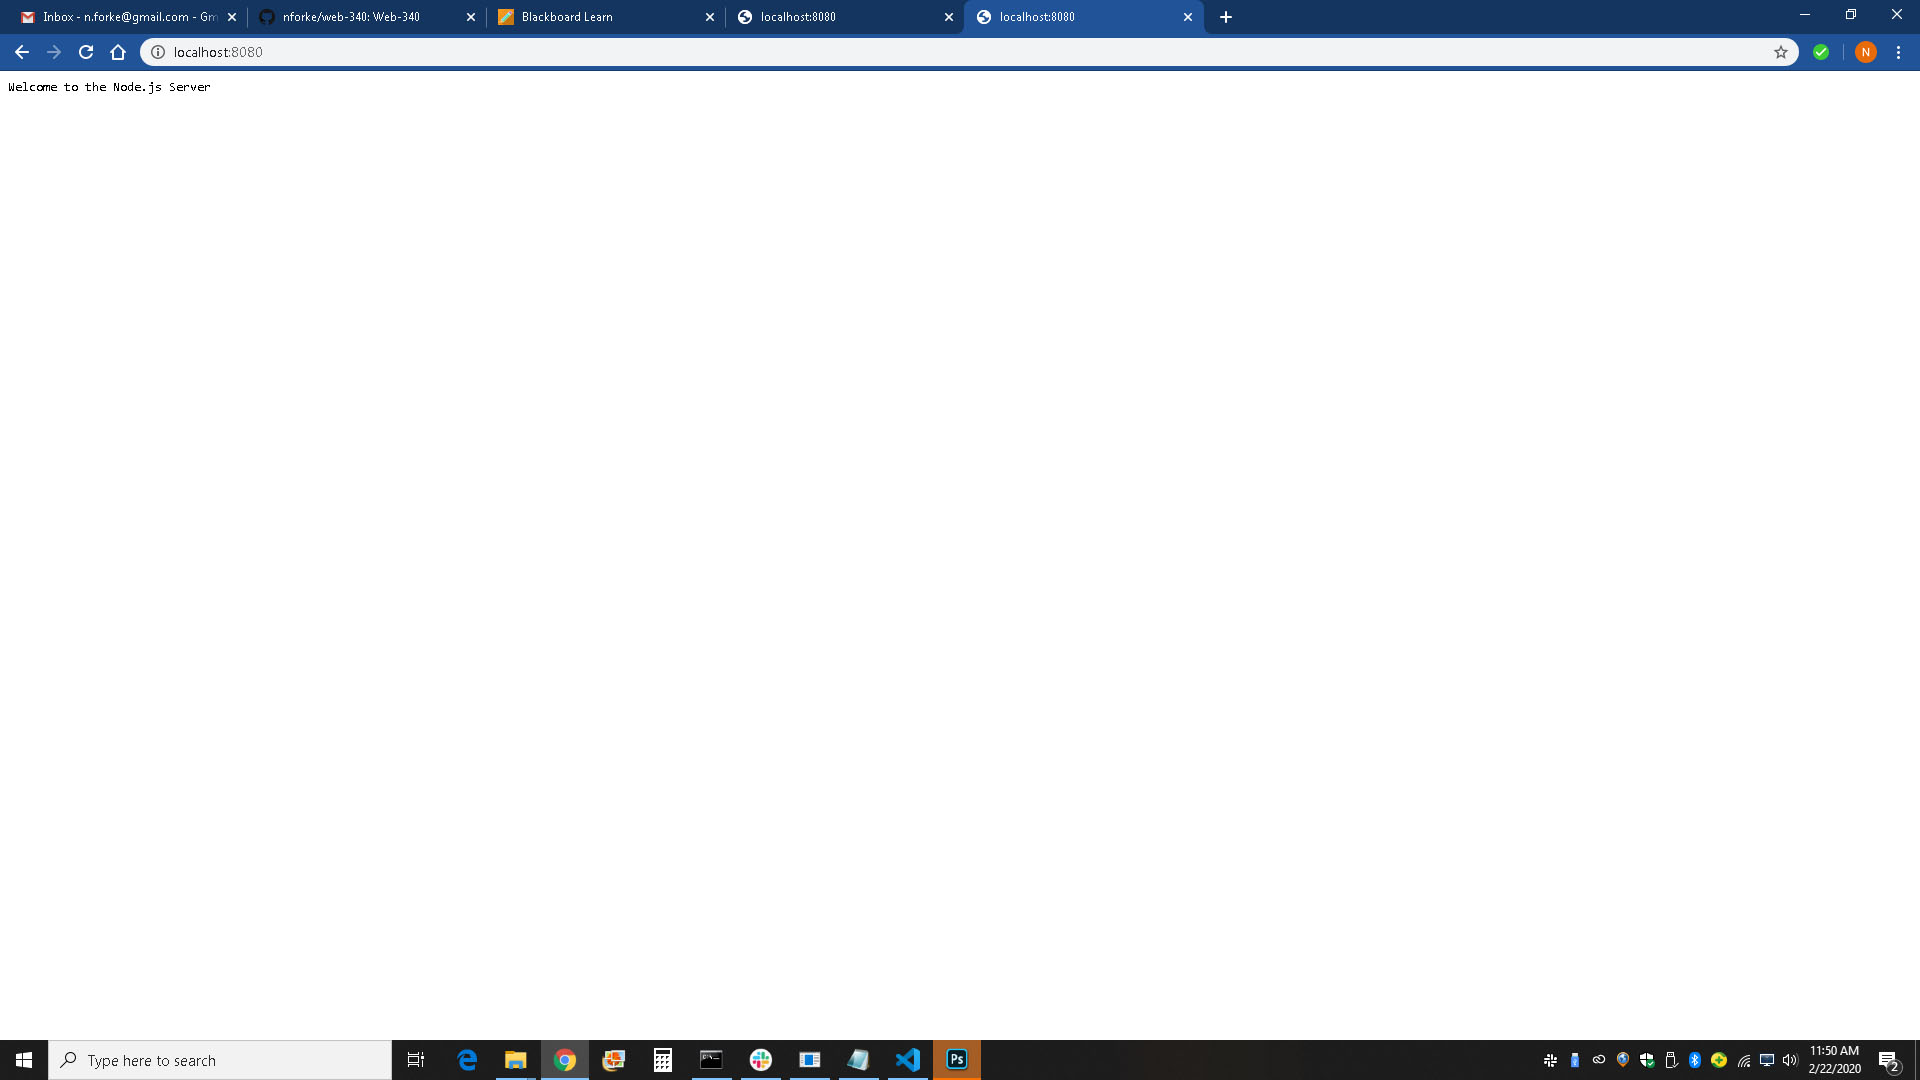 Inbox - n.forke@gmail.com - Gm
nforke/web-340: Web-340
Blackboard Learn
localhost:8080
localhost:8080
localhost:8080
N
Welcome to the Node.js Server
Type here to search
Ps
11:50 AM
2/22/2020
2